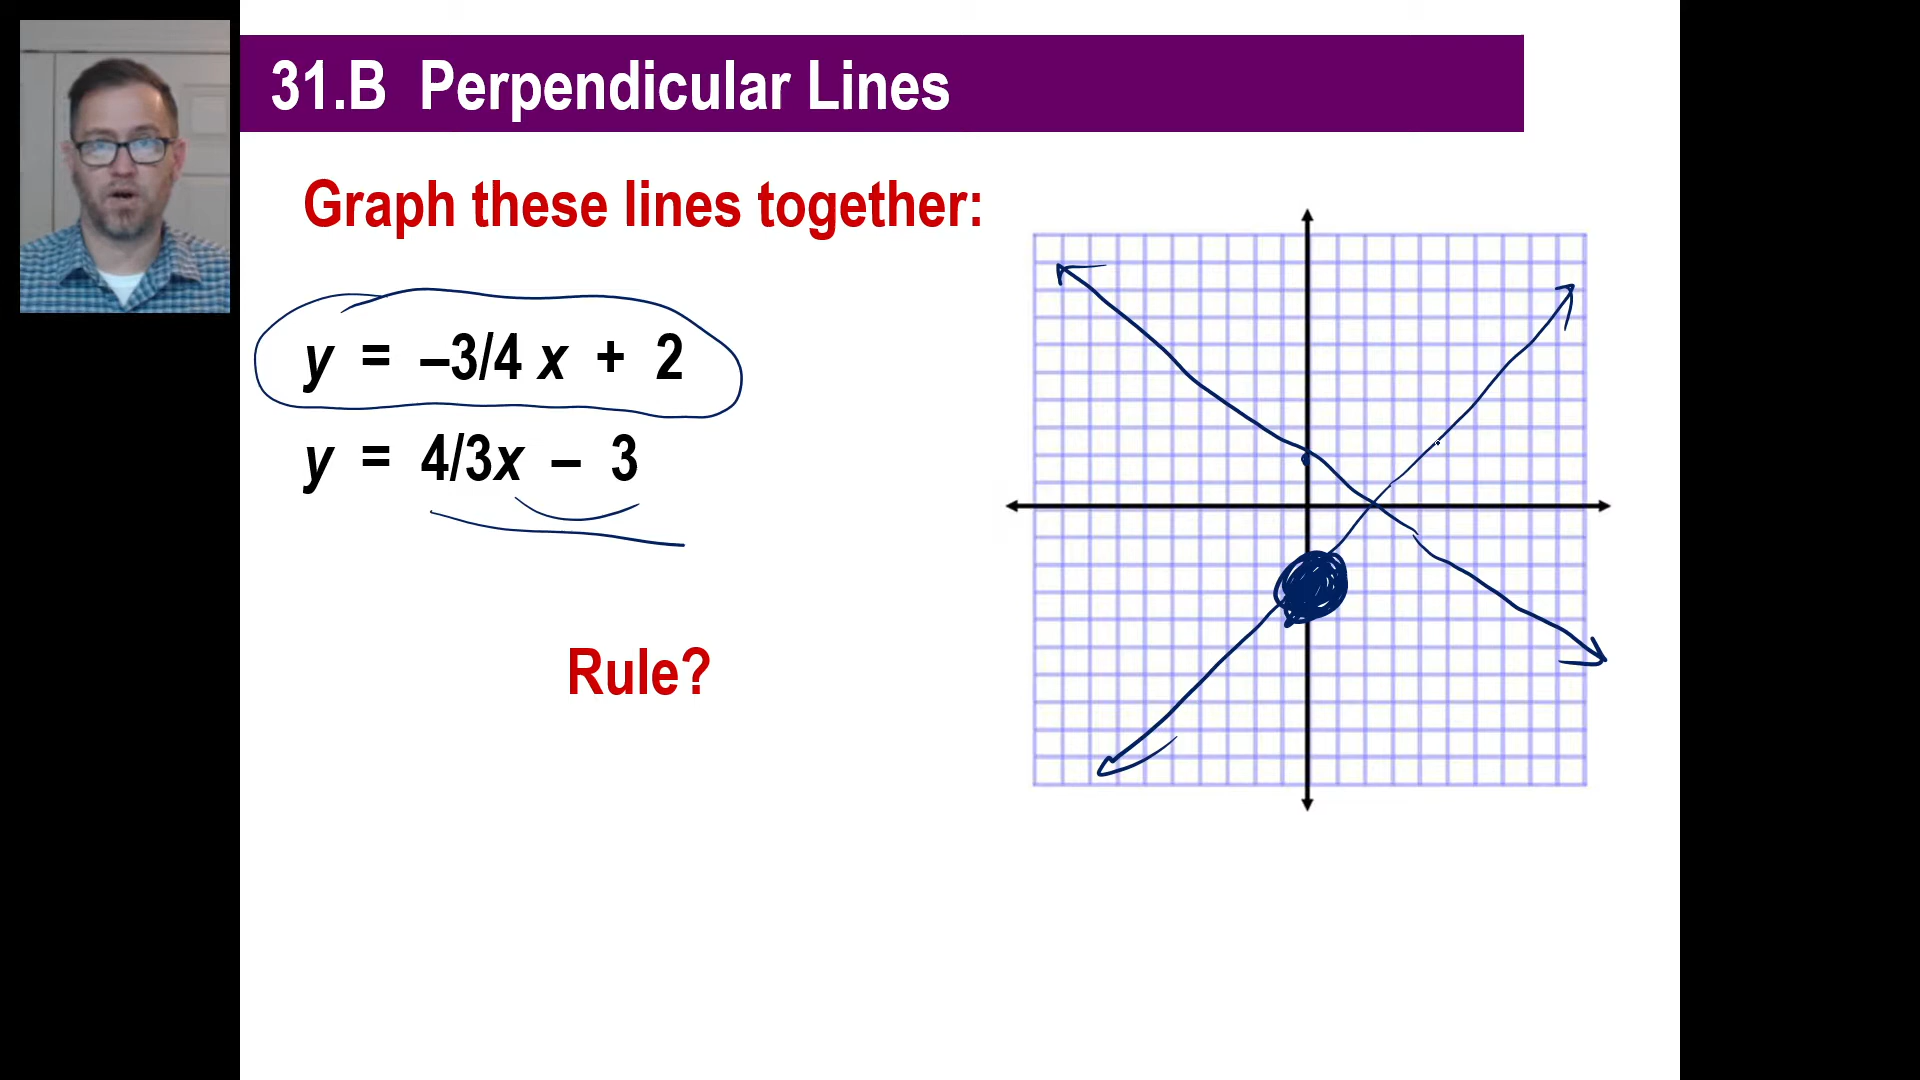 31.B Perpendicular Lines
Graph these lines together:
y = –3/4 x + 2
y = 4/3x – 3
Rule?